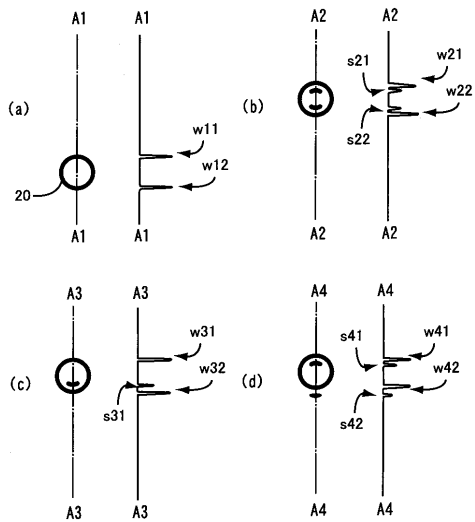 A1 A1
(a)
w11
w12
20
A1 A1
A2 A2
(b)
s21
w21
w22
s22
A2 A2
A3 A3
(c)
w31
w32
s31
A3 A3
A4 A4
(d)
s41
w41
w42
s42
A4 A4